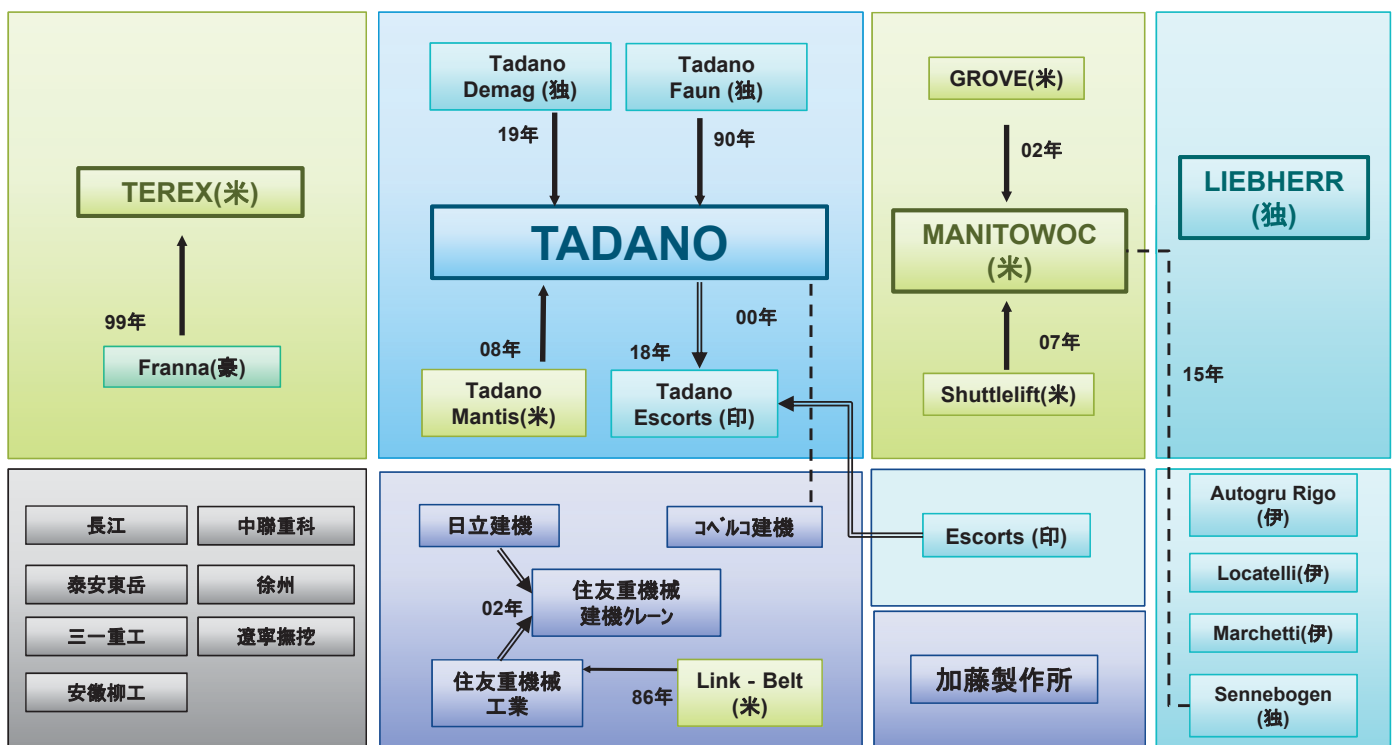 TEREX(米)
99年
Franna(豪)
Tadano
Demag (独)
Tadano
Faun (独)
19年
90年
TADANO
00年
08年
18年
Tadano
Mantis(米)
Tadano
Escorts (印)
GROVE(米)
02年
MANITOWOC
(米)
07年
Shuttlelift(米)
LIEBHERR
(独)
15年
長江
中聯重科
泰安東岳
徐州
三一重工
遼寧撫挖
安徽柳工
日立建機
コベルコ建機
02年
住友重機械
建機クレーン
住友重機械
工業
86年
Link - Belt
(米)
Escorts (印)
加藤製作所
Autogru Rigo
(伊)
Locatelli(伊)
Marchetti(伊)
Sennebogen
(独)